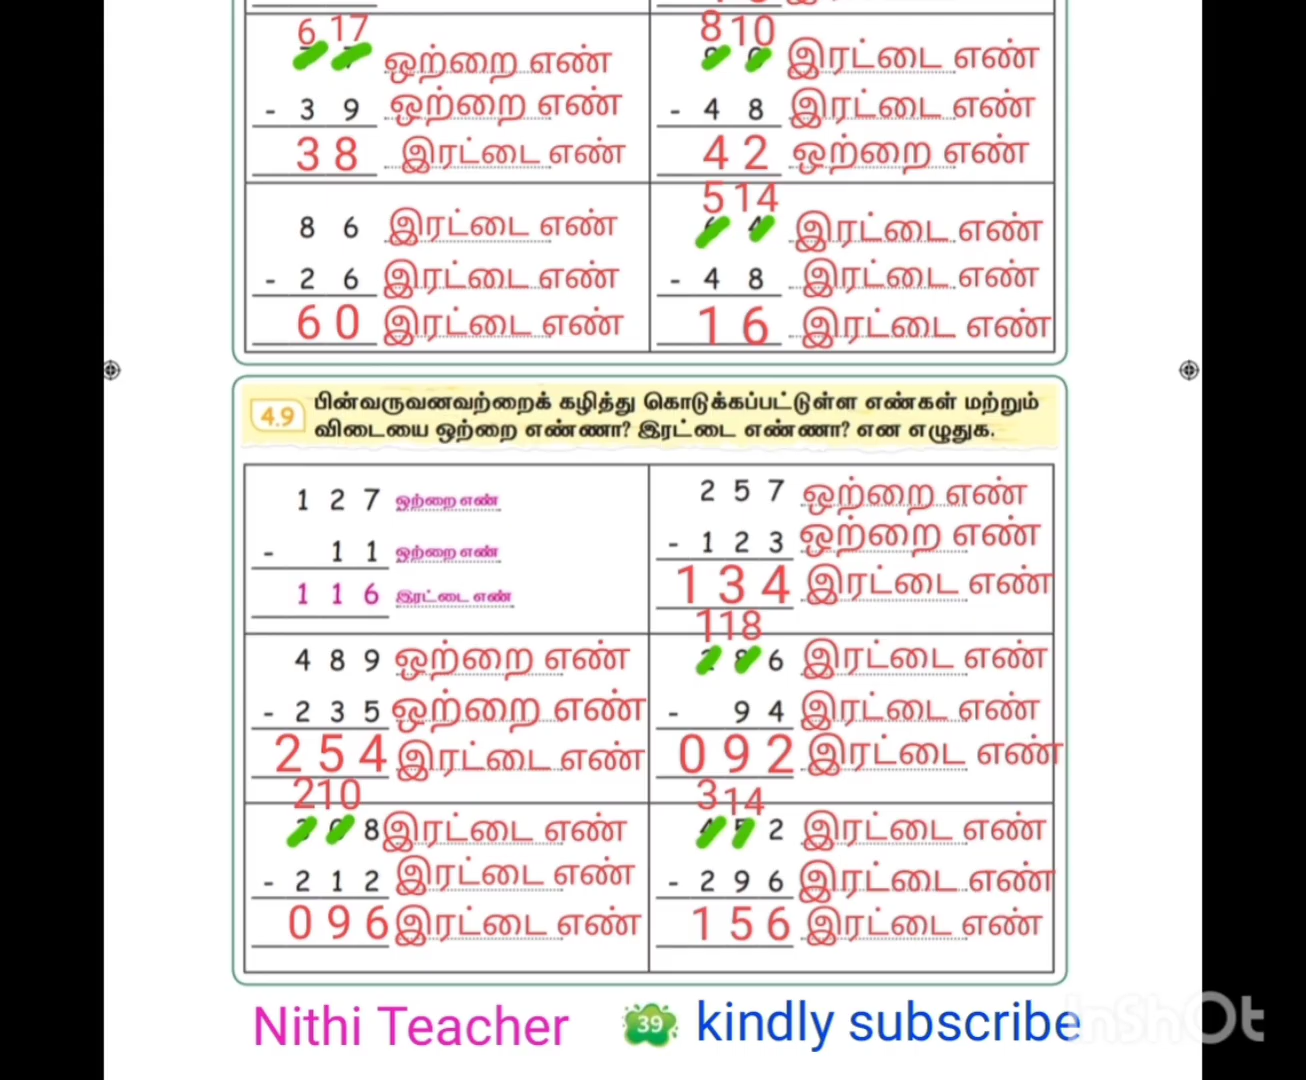 6 17
ஒற்றை எண்
- 3 9 ஒற்றை எண்
3 8 இரட்டை எண்
8 10
இரட்டை எண்
- 4 8 இரட்டை எண்
4 2 ஒற்றை எண்
8 6 இரட்டை எண்
- 2 6 இரட்டை எண்
6 0 இரட்டை எண்
5 14
இரட்டை எண்
- 4 8 இரட்டை எண்
1 6 இரட்டை எண்
4.9 பின்வருவனவற்றைக் கழித்து கொடுக்கப்பட்டுள்ள எண்கள் மற்றும்
விடையை ஒற்றை எண்ணா? இரட்டை எண்ணா? என எழுதுக.
1 2 7 ஒற்றை எண்
- 1 1 ஒற்றை எண்
1 1 6 இரட்டை எண்
2 5 7 ஒற்றை எண்
- 1 2 3 ஒற்றை எண்
1 3 4 இரட்டை எண்
4 8 9 ஒற்றை எண்
- 2 3 5 ஒற்றை எண்
2 5 4 இரட்டை எண்
118
6 இரட்டை எண்
- 9 4 இரட்டை எண்
0 9 2 இரட்டை எண்
210
8 இரட்டை எண்
- 2 1 2 இரட்டை எண்
0 9 6 இரட்டை எண்
3 14
2 இரட்டை எண்
- 2 9 6 இரட்டை எண்
1 5 6 இரட்டை எண்
Nithi Teacher 39 kindly subscribe
InShOt